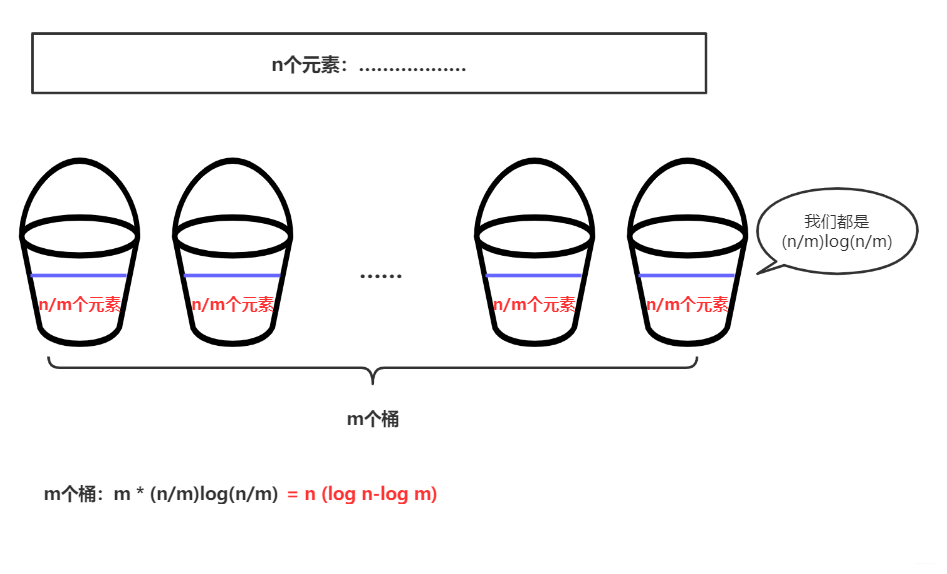 n个元素：………………
我们都是
(n/m)log(n/m)
……
n/m个元素
n/m个元素
n/m个元素
n/m个元素
m个桶
m个桶：m * (n/m)log(n/m) = n (log n-log m)